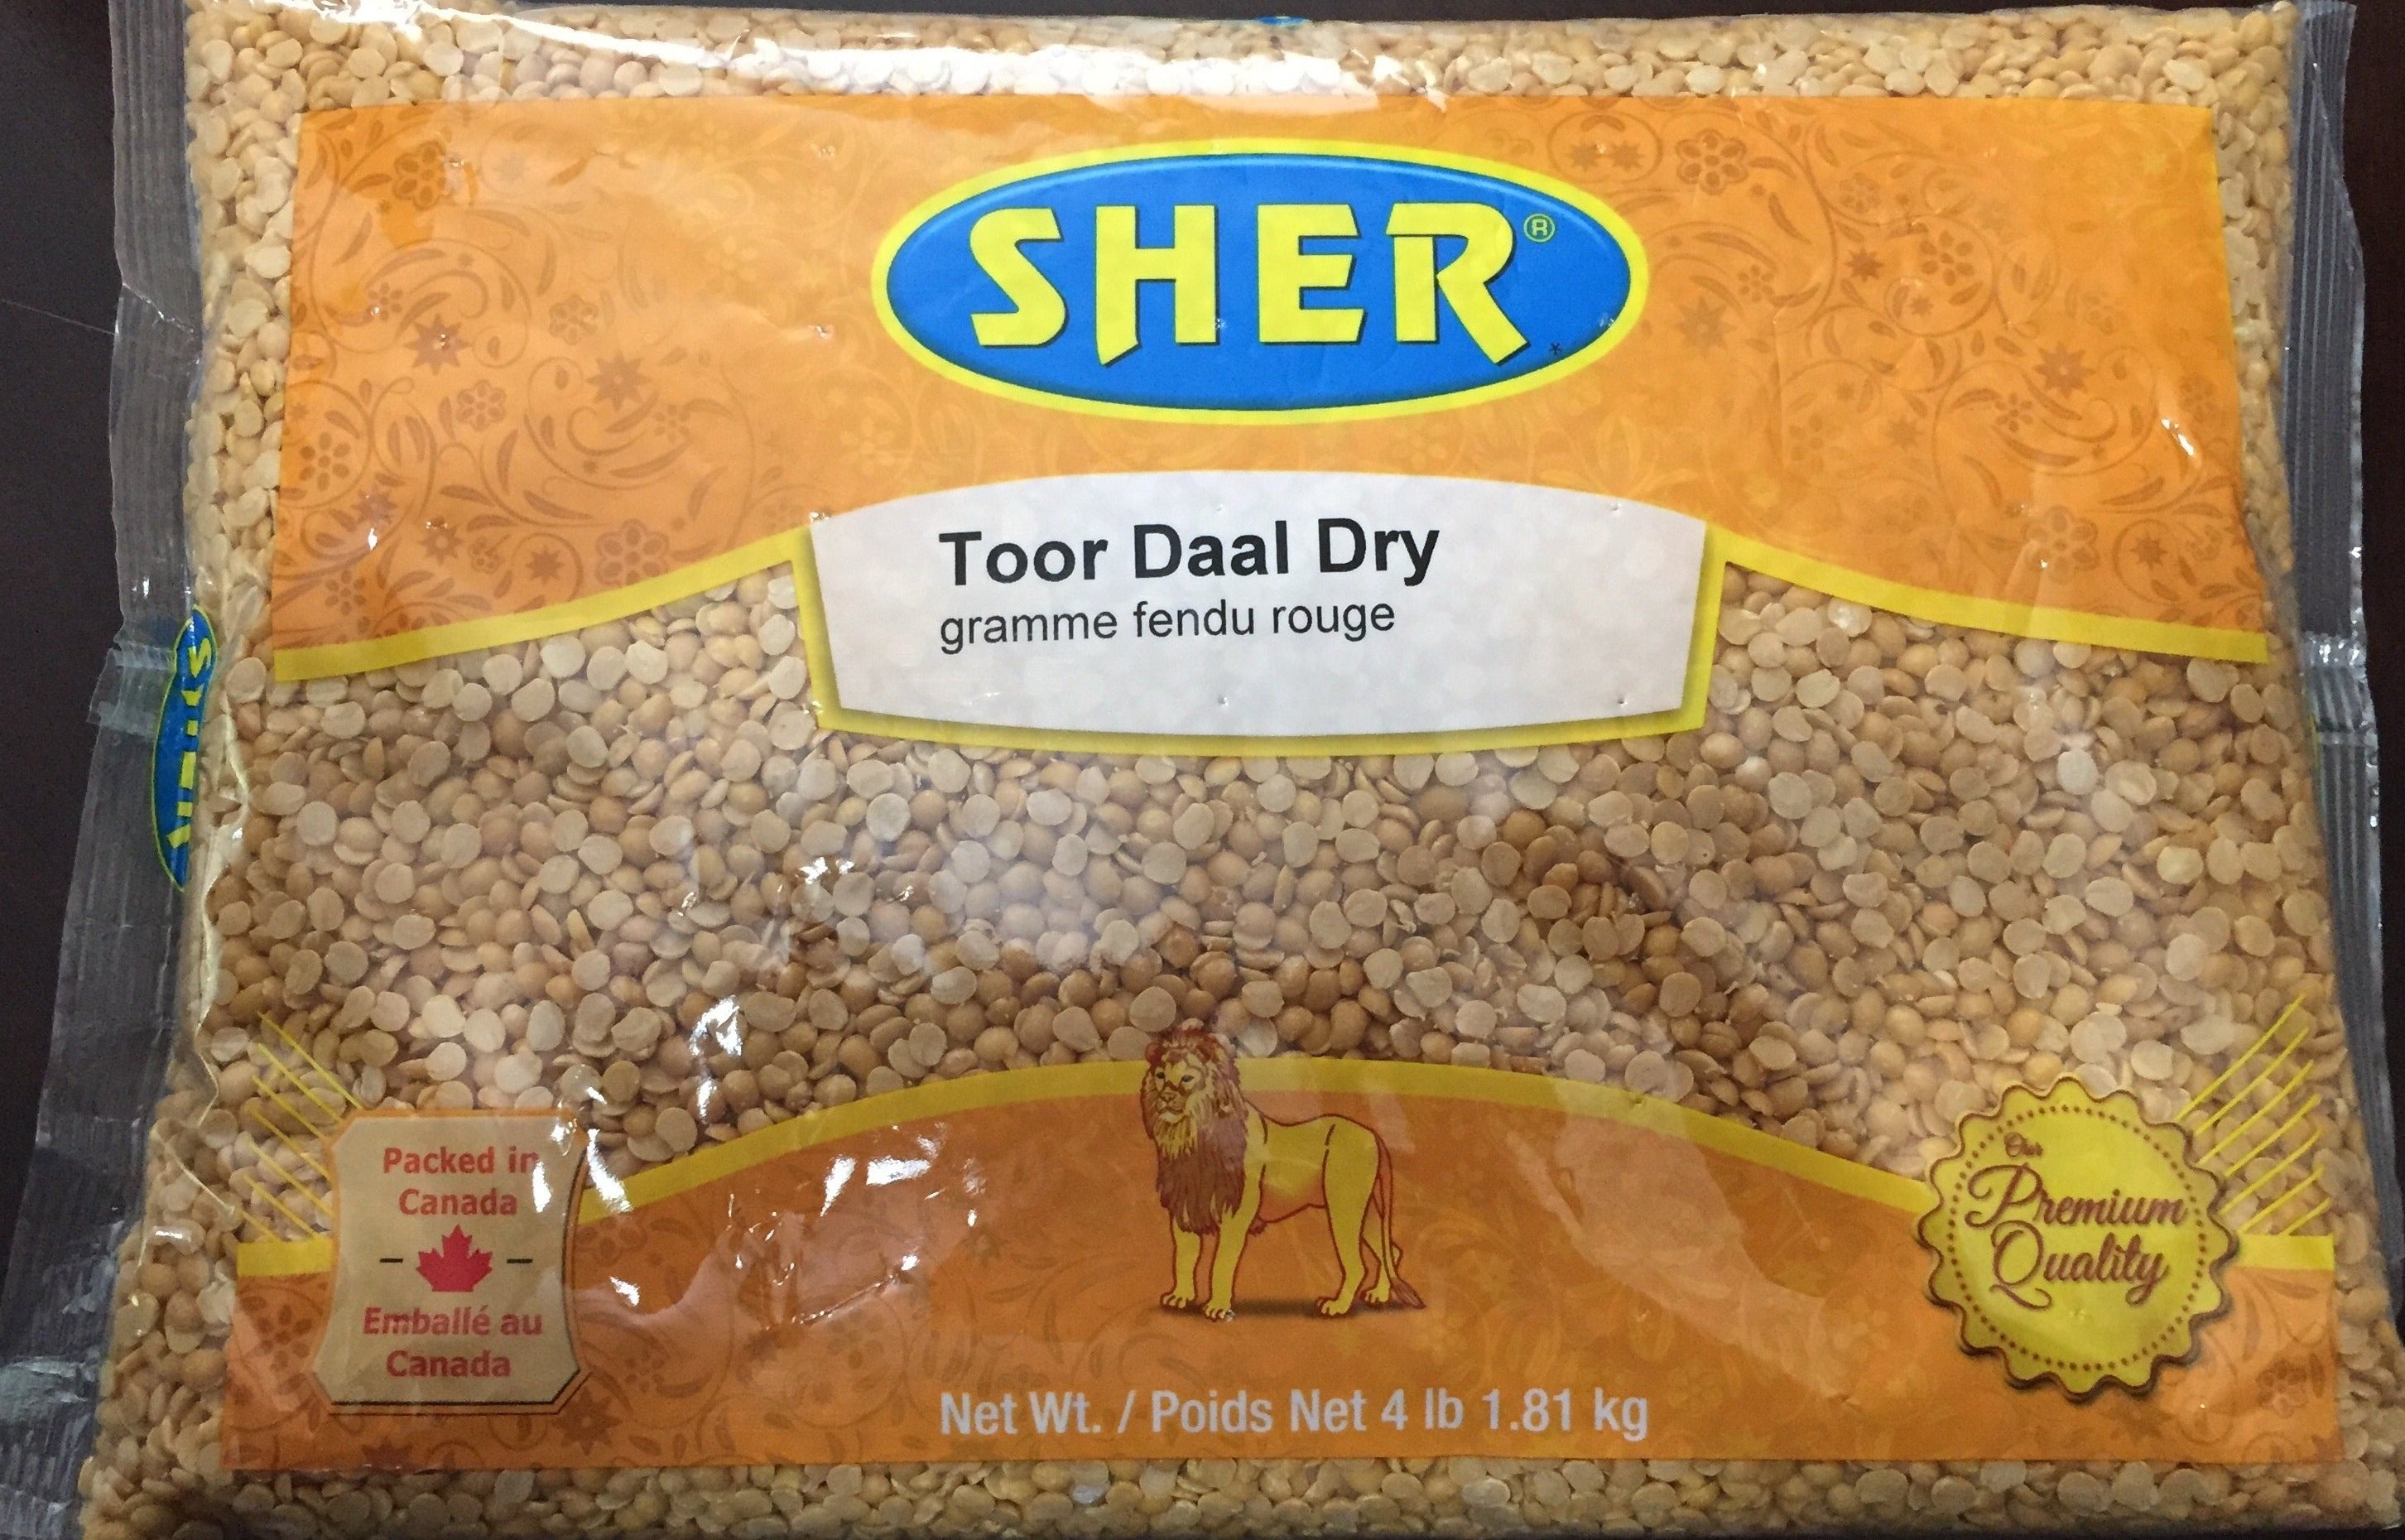 SHER®
Toor Daal Dry
gramme fendu rouge
Packed in
Canada
Emballé au
Canada
Our
Premium
Quality
Net Wt. / Poids Net 4 lb 1.81 kg